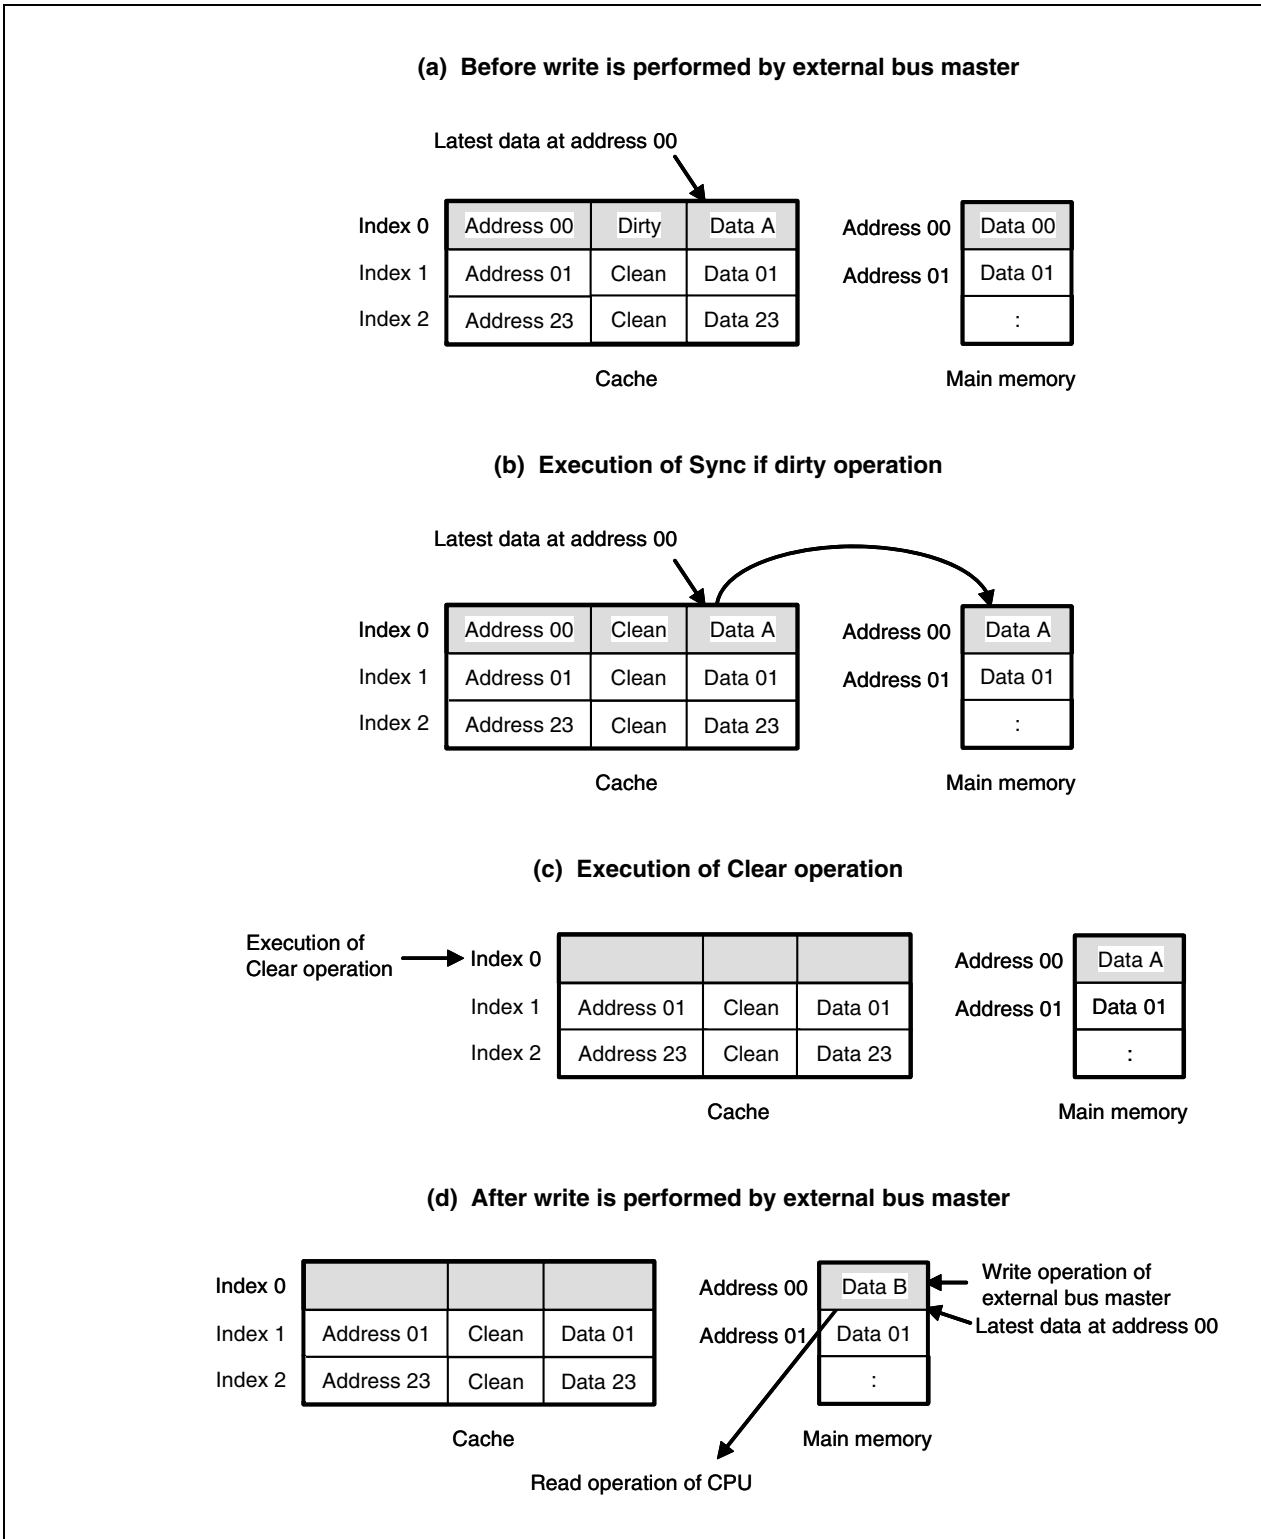 (a) Before write is performed by external bus master
Latest data at address 00
Index 0 Address 00 Dirty Data A Address 00 Data 00
Index 1 Address 01 Clean Data 01 Address 01 Data 01
Index 2 Address 23 Clean Data 23 :
Cache Main memory
(b) Execution of Sync if dirty operation
Latest data at address 00
Index 0 Address 00 Clean Data A Address 00 Data A
Index 1 Address 01 Clean Data 01 Address 01 Data 01
Index 2 Address 23 Clean Data 23 :
Cache Main memory
(c) Execution of Clear operation
Execution of
Clear operation
Index 0 Address 00 Data A
Index 1 Address 01 Clean Data 01 Address 01 Data 01
Index 2 Address 23 Clean Data 23 :
Cache Main memory
(d) After write is performed by external bus master
Index 0 Address 00 Data B
Write operation of
external bus master
Latest data at address 00
Index 1 Address 01 Clean Data 01 Address 01 Data 01
Index 2 Address 23 Clean Data 23 :
Cache Main memory
Read operation of CPU